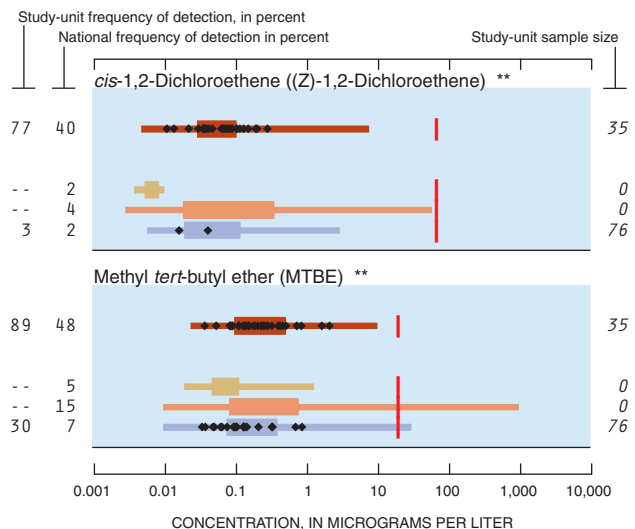 Study-unit frequency of detection, in percent
National frequency of detection in percent
Study-unit sample size
cis-1,2-Dichloroethene ((Z)-1,2-Dichloroethene) **
77 40 35
-- 2 0
-- 4 0
3 2 76
Methyl tert-butyl ether (MTBE) **
89 48 35
-- 5 0
-- 15 0
30 7 76
0.001 0.01 0.1 1 10 100 1,000 10,000
CONCENTRATION, IN MICROGRAMS PER LITER